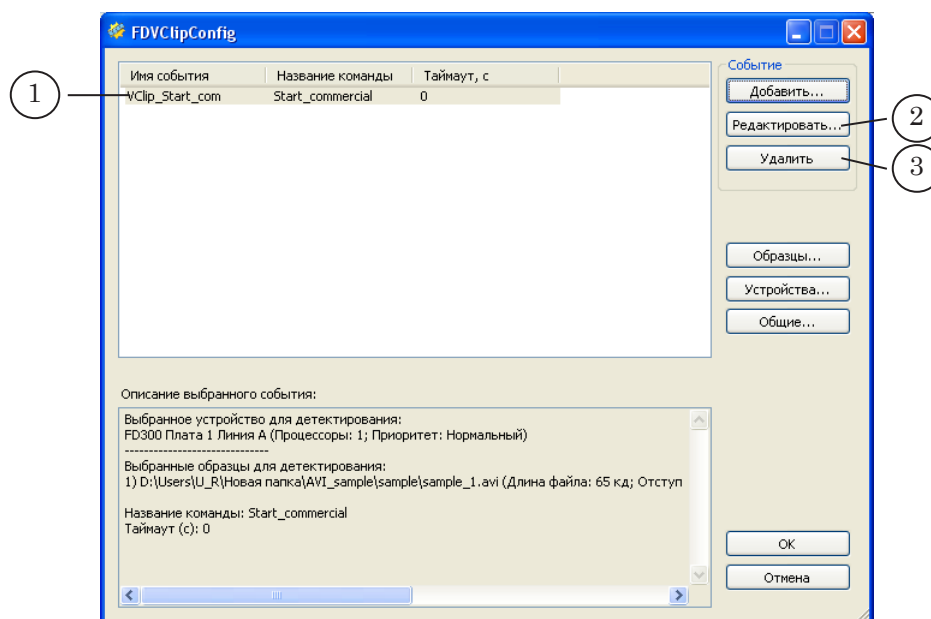 FDVClipConfig
Имя события Название команды Таймаут, с
VClip_Start_com Start_commercial 0
Событие
Добавить...
Редактировать...
Удалить
1
2
3
Образцы...
Устройства...
Общие...
Описание выбранного события:
Выбранное устройство для детектирования:
FD300 Плата 1 Линия A (Процессоры: 1; Приоритет: Нормальный)
------------------------------
Выбранные образцы для детектирования:
1) D:\Users\U_R\Новая папка\AVI_sample\sample\sample_1.avi (Длина файла: 65 кд; Отступ
Название команды: Start_commercial
Таймаут (с): 0
OK
Отмена